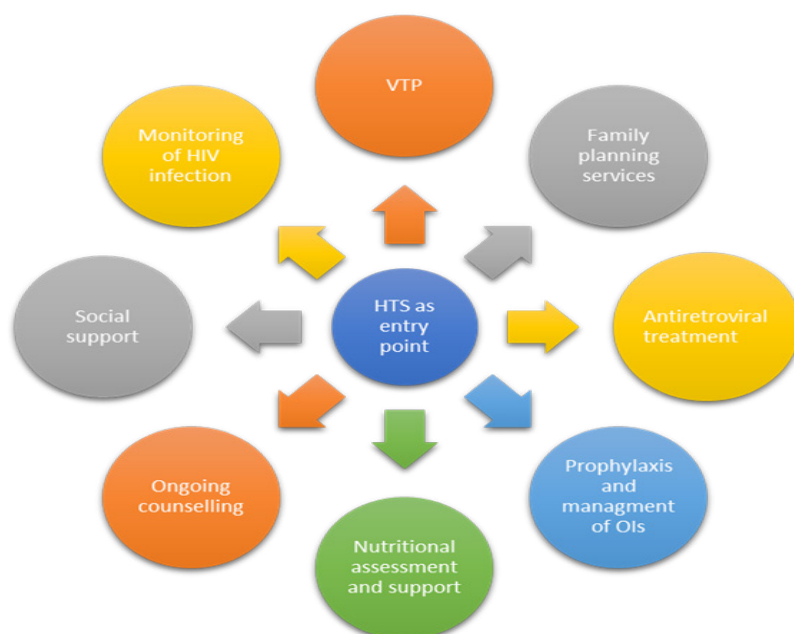 VTP
Family
planning
services
Antiretroviral
treatment
Prophylaxis
and
managment
of OIs
Nutritional
assessment
and support
Ongoing
counselling
Social
support
Monitoring
of HIV
infection
HTS as
entry
point